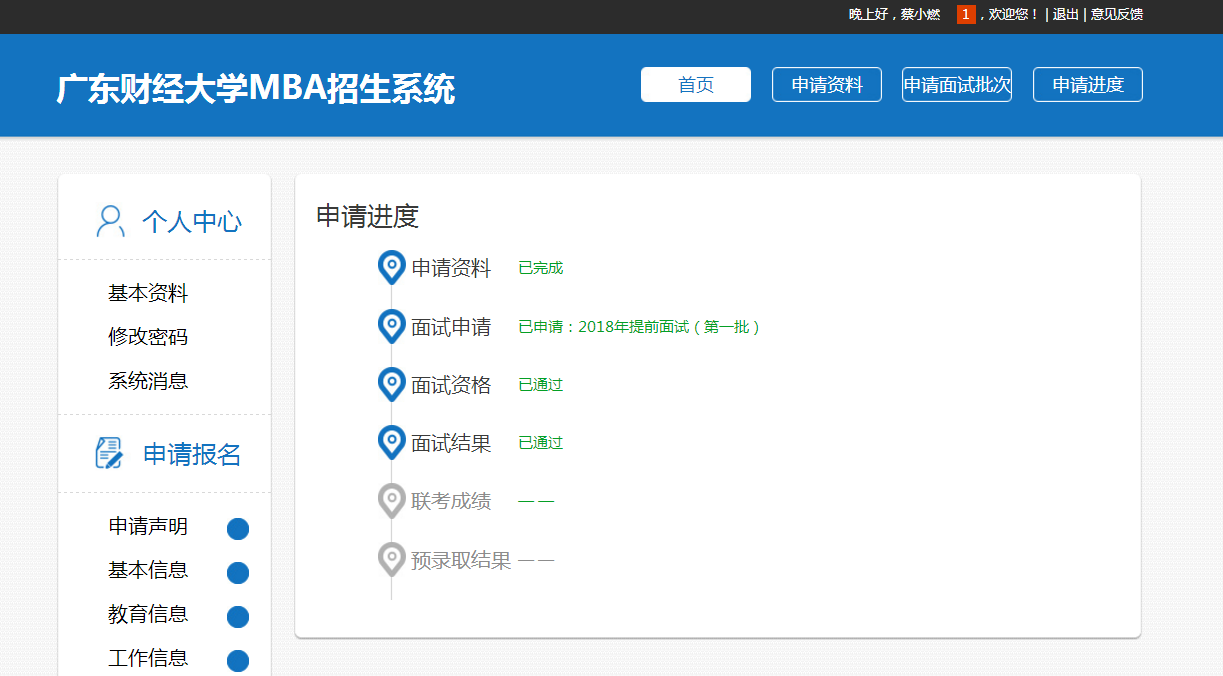 晚上好，蔡小燃 1 ，欢迎您！ | 退出 | 意见反馈
广东财经大学MBA招生系统
首页 申请资料 申请面试批次 申请进度
个人中心
基本资料
修改密码
系统消息
申请报名
申请声明
基本信息
教育信息
工作信息
申请进度
申请资料 已完成
面试申请 已申请：2018年提前面试（第一批）
面试资格 已通过
面试结果 已通过
联考成绩 — —
预录取结果 — —